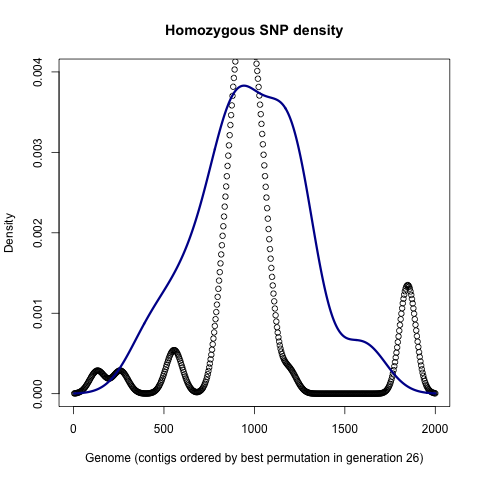 Homozygous SNP density
0.004
0.003
0.002
0.001
0.000
Density
0 500 1000 1500 2000
Genome (contigs ordered by best permutation in generation 26)